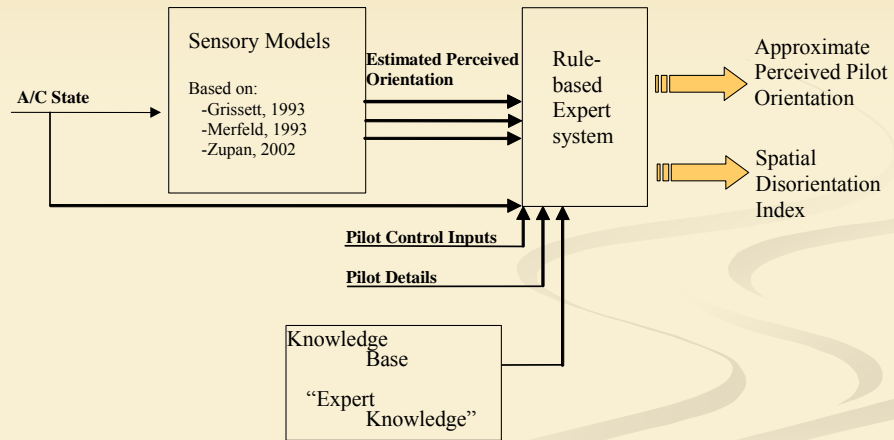 Sensory Models
Based on:
-Grissett, 1993
-Merfeld, 1993
-Zupan, 2002
A/C State
Estimated Perceived
Orientation
Rule-
based
Expert
system
Approximate
Perceived Pilot
Orientation
Spatial
Disorientation
Index
Pilot Control Inputs
Pilot Details
Knowledge
Base
“Expert
Knowledge”